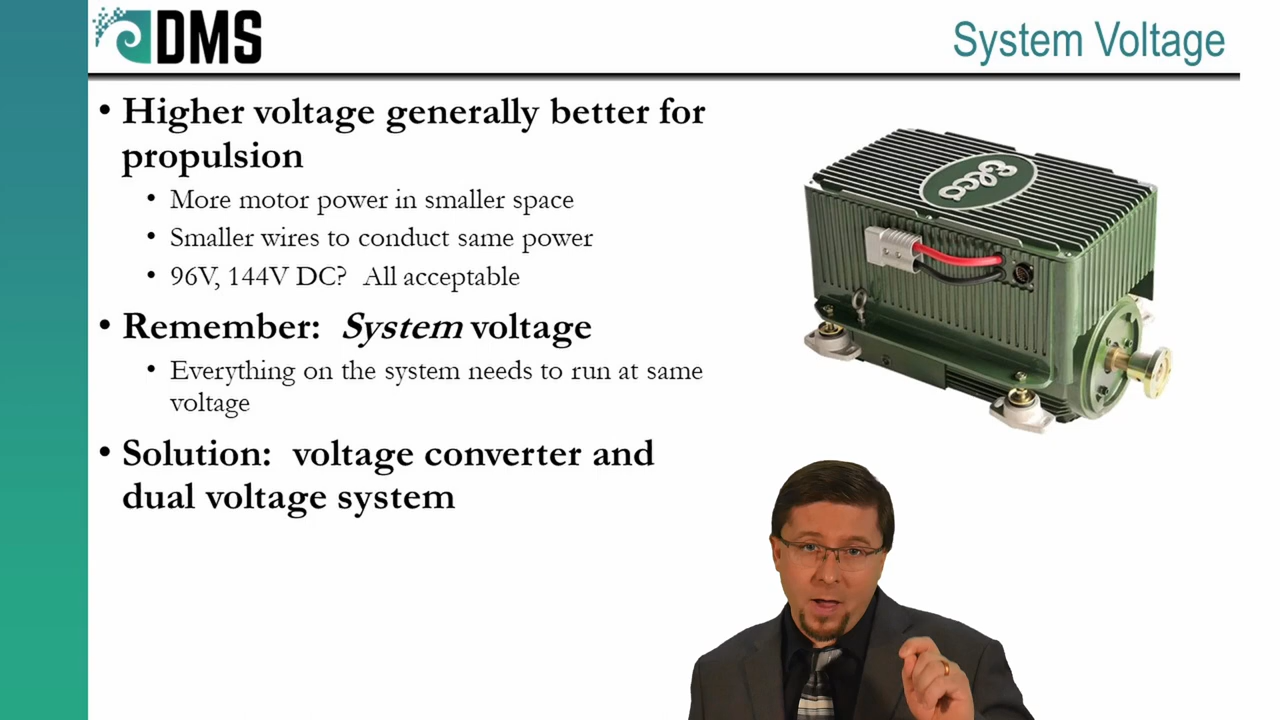 DMS
System Voltage
• Higher voltage generally better for
propulsion
• More motor power in smaller space
• Smaller wires to conduct same power
• 96V, 144V DC? All acceptable
• Remember: System voltage
• Everything on the system needs to run at same
voltage
• Solution: voltage converter and
dual voltage system
Elco